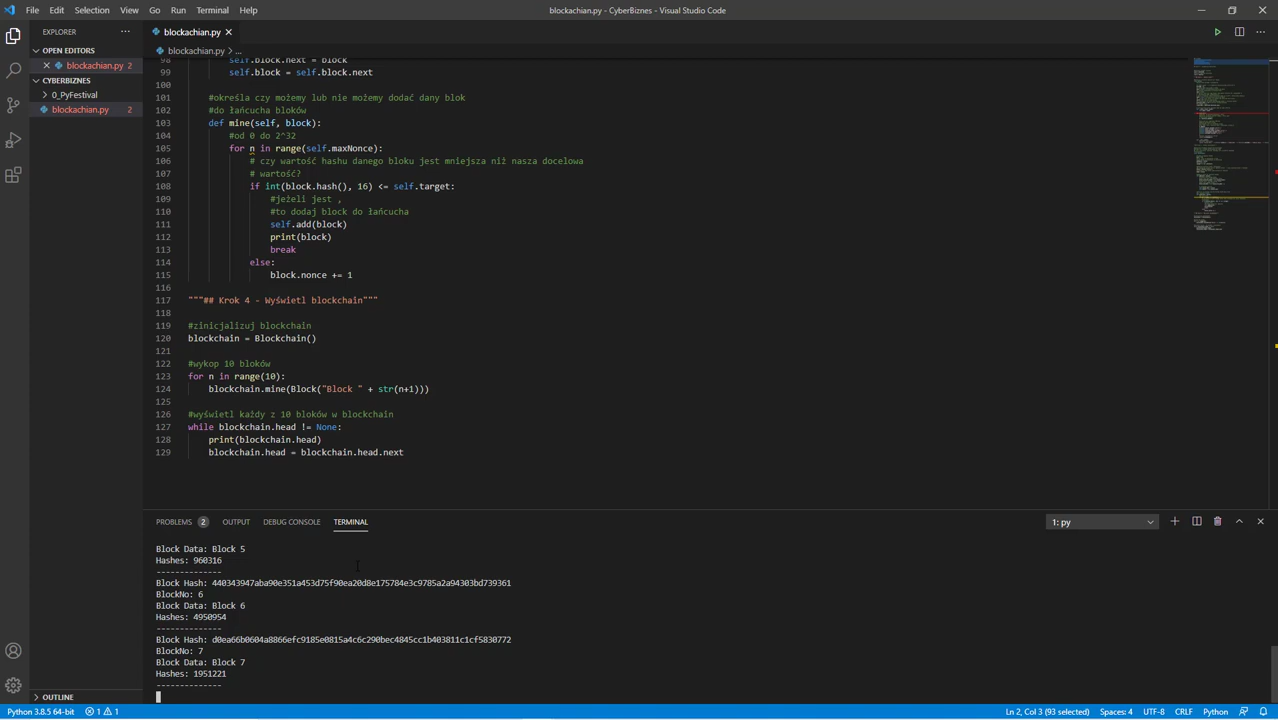 File Edit Selection View Go Run Terminal Help
blockachian.py - CyberBiznes - Visual Studio Code
EXPLORER
OPEN EDITORS
blockachian.py 2
CYBERBIZNES
0_PyFestival
blockachian.py 2
OUTLINE
blockachian.py
blockachian.py > ...
98 self.block.next = block
99 self.block = self.block.next
100
101 #określa czy możemy lub nie możemy dodać dany blok
102 #do łańcucha bloków
103 def mine(self, block):
104 #od 0 do 2^32
105 for n in range(self.maxNonce):
106 # czy wartość hashu danego bloku jest mniejsza niż nasza docelowa
107 # wartość?
108 if int(block.hash(), 16) <= self.target:
109 #jeżeli jest ,
110 #to dodaj block do łańcucha
111 self.add(block)
112 print(block)
113 break
114 else:
115 block.nonce += 1
116
117 """## Krok 4 - Wyświetl blockchain"""
118
119 #zinicjalizuj blockchain
120 blockchain = Blockchain()
121
122 #wykop 10 bloków
123 for n in range(10):
124 blockchain.mine(Block("Block " + str(n+1)))
125
126 #wyświetl każdy z 10 bloków w blockchain
127 while blockchain.head != None:
128 print(blockchain.head)
129 blockchain.head = blockchain.head.next
PROBLEMS 2 OUTPUT DEBUG CONSOLE TERMINAL
1: py
Block Data: Block 5
Hashes: 960316
--------------
Block Hash: 440343947aba90e351a453d75f90ea20d8e175784e3c9785a2a94303bd739361
BlockNo: 6
Block Data: Block 6
Hashes: 4950954
--------------
Block Hash: d0ea66b0604a8866efc9185e0815a4c6c290bec4845cc1b403811c1cf5830772
BlockNo: 7
Block Data: Block 7
Hashes: 1951221
--------------
Python 3.8.5 64-bit 1 1
Ln 2, Col 3 (93 selected) Spaces: 4 UTF-8 CRLF Python